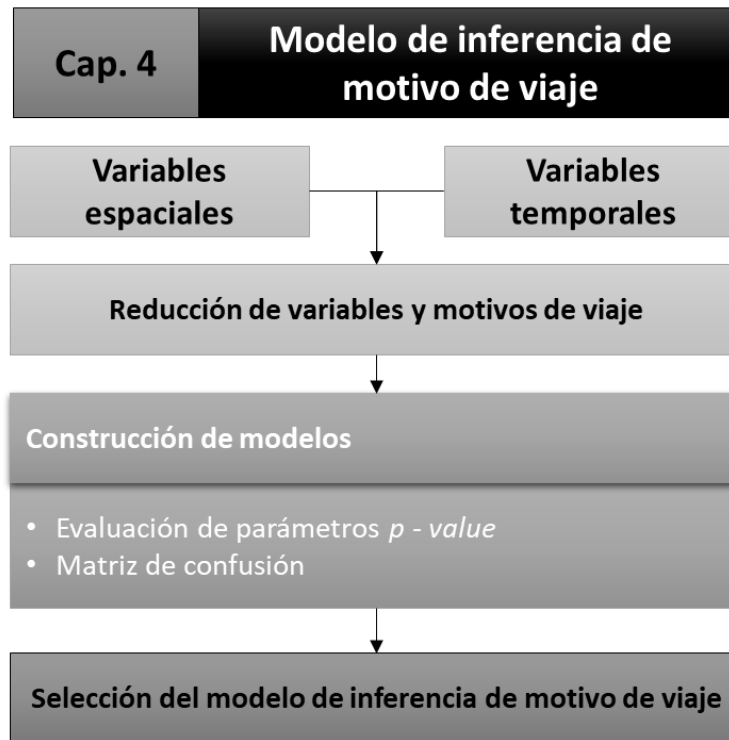 Cap. 4
Modelo de inferencia de
motivo de viaje
Variables
espaciales
Variables
temporales
Reducción de variables y motivos de viaje
Construcción de modelos
• Evaluación de parámetros p - value
• Matriz de confusión
Selección del modelo de inferencia de motivo de viaje